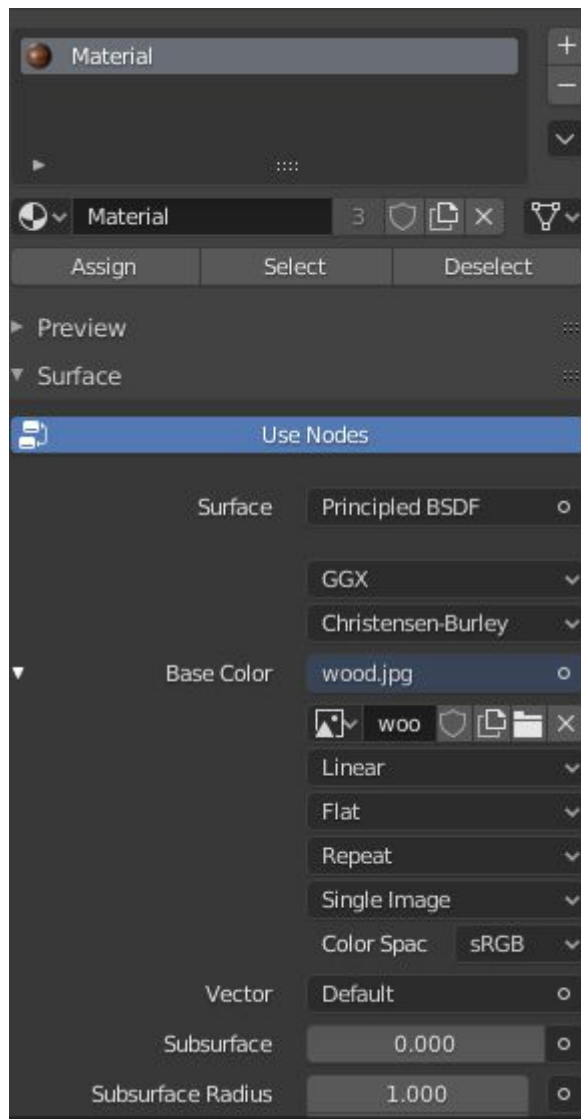 Material
Material 3
Assign Select Deselect
Preview
Surface
Use Nodes
Surface Principled BSDF
GGX
Christensen-Burley
Base Color wood.jpg
woo
Linear
Flat
Repeat
Single Image
Color Spac sRGB
Vector Default
Subsurface 0.000
Subsurface Radius 1.000